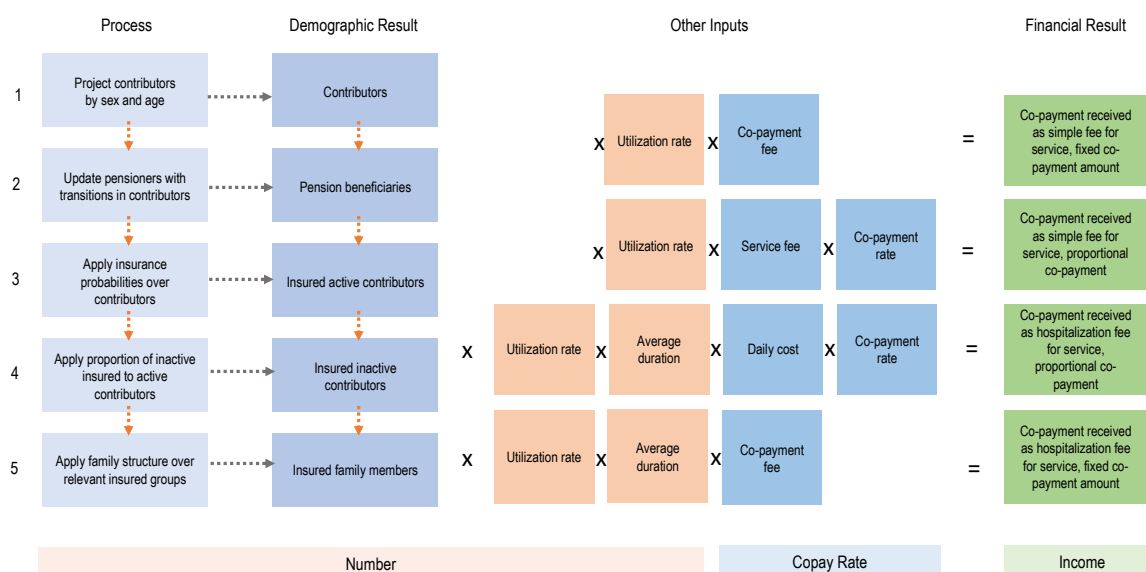 Process
Demographic Result
Other Inputs
Financial Result
1
Project contributors
by sex and age
Contributors
x
Utilization rate
x
Co-payment
fee
=
Co-payment received
as simple fee for
service, fixed co-
payment amount
2
Update pensioners with
transitions in contributors
Pension beneficiaries
x
Utilization rate
x
Service fee
x
Co-payment
rate
=
Co-payment received
as simple fee for
service, proportional
co-payment
3
Apply insurance
probabilities over
contributors
Insured active contributors
x
Utilization rate
x
Average
duration
x
Daily cost
x
Co-payment
rate
=
Co-payment received
as hospitalization fee
for service,
proportional co-
payment
4
Apply proportion of inactive
insured to active
contributors
Insured inactive
contributors
x
Utilization rate
x
Average
duration
x
Co-payment
fee
=
Co-payment received
as hospitalization fee
for service, fixed co-
payment amount
5
Apply family structure over
relevant insured groups
Insured family members
Number
Copay Rate
Income